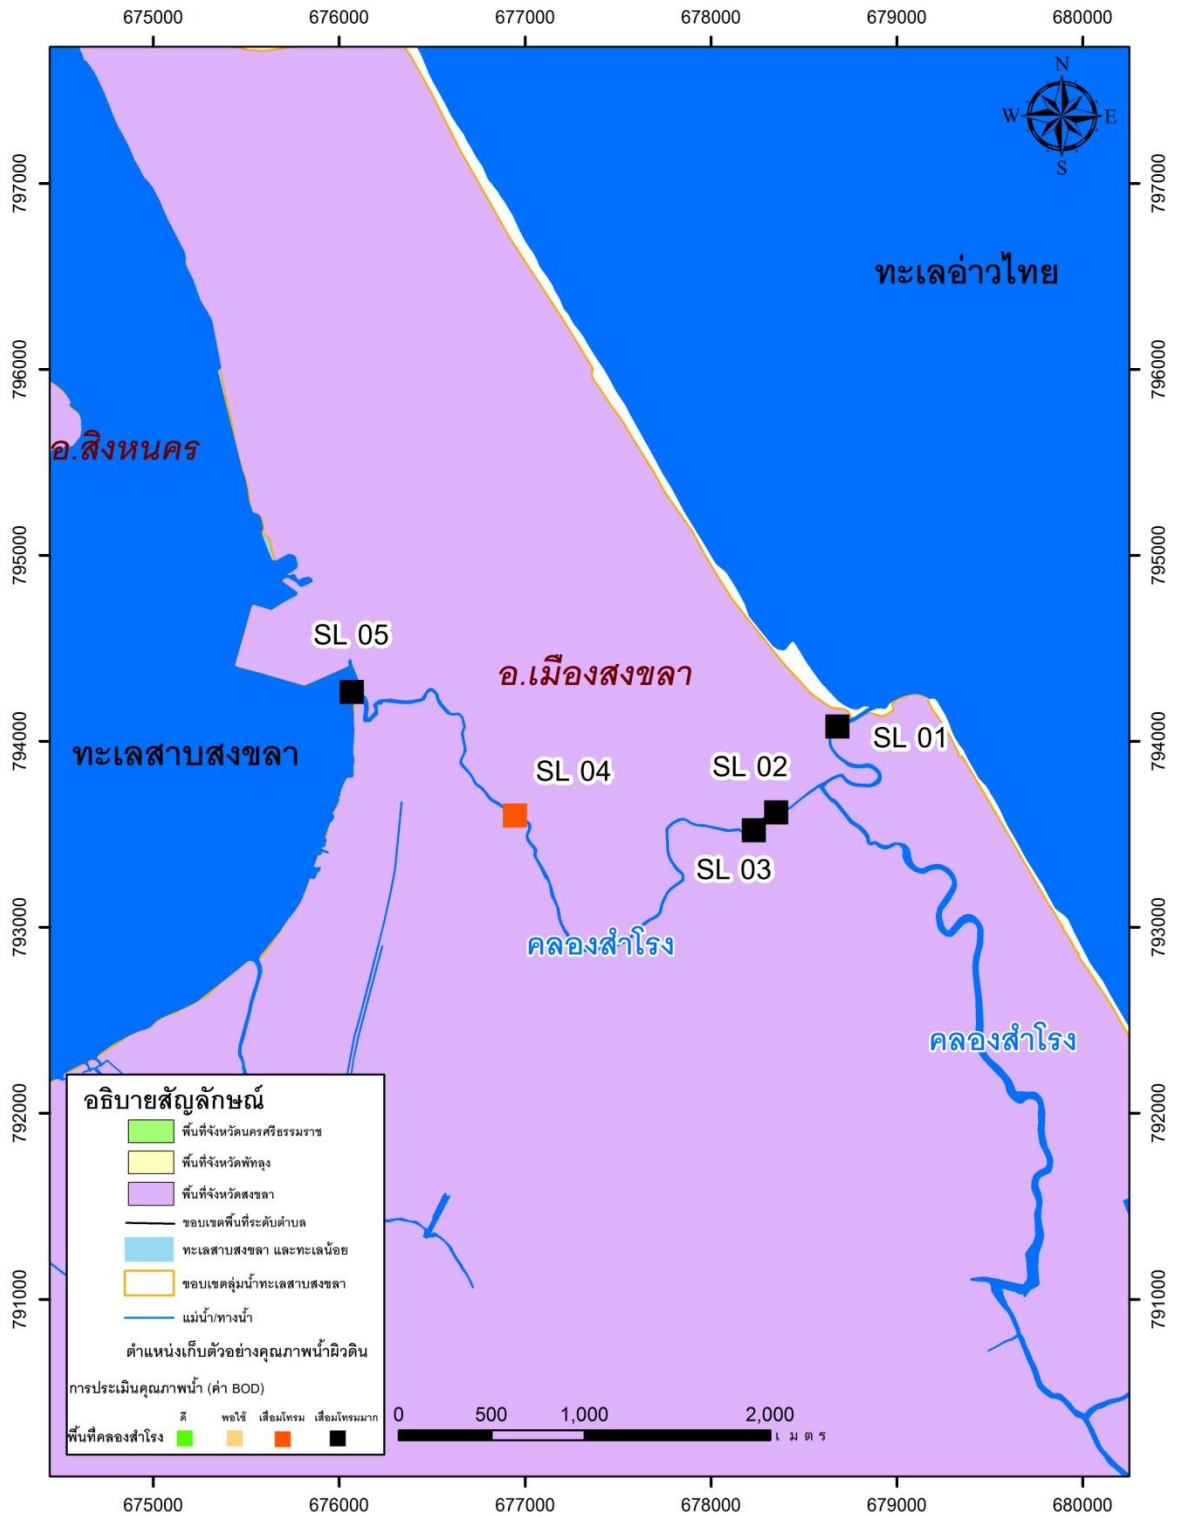 675000 676000 677000 678000 679000 680000
N
W E
S
797000 797000
ทะเลอ่าวไทย
796000 796000
อ.สิงหนคร
795000 795000
SL 05
อ.เมืองสงขลา
794000 794000
ทะเลสาบสงขลา
SL 01
SL 02
SL 04
SL 03
793000 793000
คลองสำโรง
คลองสำโรง
792000 792000
อธิบายสัญลักษณ์
พื้นที่จังหวัดนครศรีธรรมราช
พื้นที่จังหวัดพัทลุง
พื้นที่จังหวัดสงขลา
ขอบเขตพื้นที่ระดับตำบล
ทะเลสาบสงขลา และทะเลน้อย
ขอบเขตลุ่มน้ำทะเลสาบสงขลา
791000 791000
แม่น้ำ/ทางน้ำ
ตำแหน่งเก็บตัวอย่างคุณภาพน้ำผิวดิน
การประเมินคุณภาพน้ำ (ค่า BOD)
ดี พอใช้ เสื่อมโทรม เสื่อมโทรมมาก
พื้นที่คลองสำโรง
0 500 1,000 2,000
เมตร
675000 676000 677000 678000 679000 680000